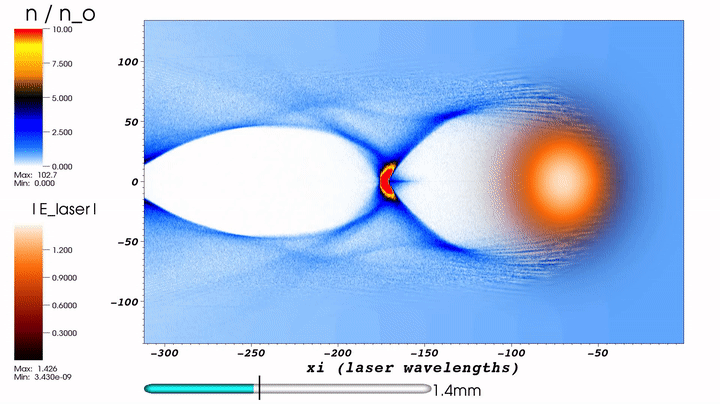 n / n_o
10.00
7.500
5.000
2.500
0.000
Max: 102.7
Min: 0.000
|E_laser|
1.200
0.9000
0.6000
0.3000
Max: 1.426
Min: 3.430e-09
100
50
0
-50
-100
-300 -250 -200 -150 -100 -50
xi (laser wavelengths)
1.4mm